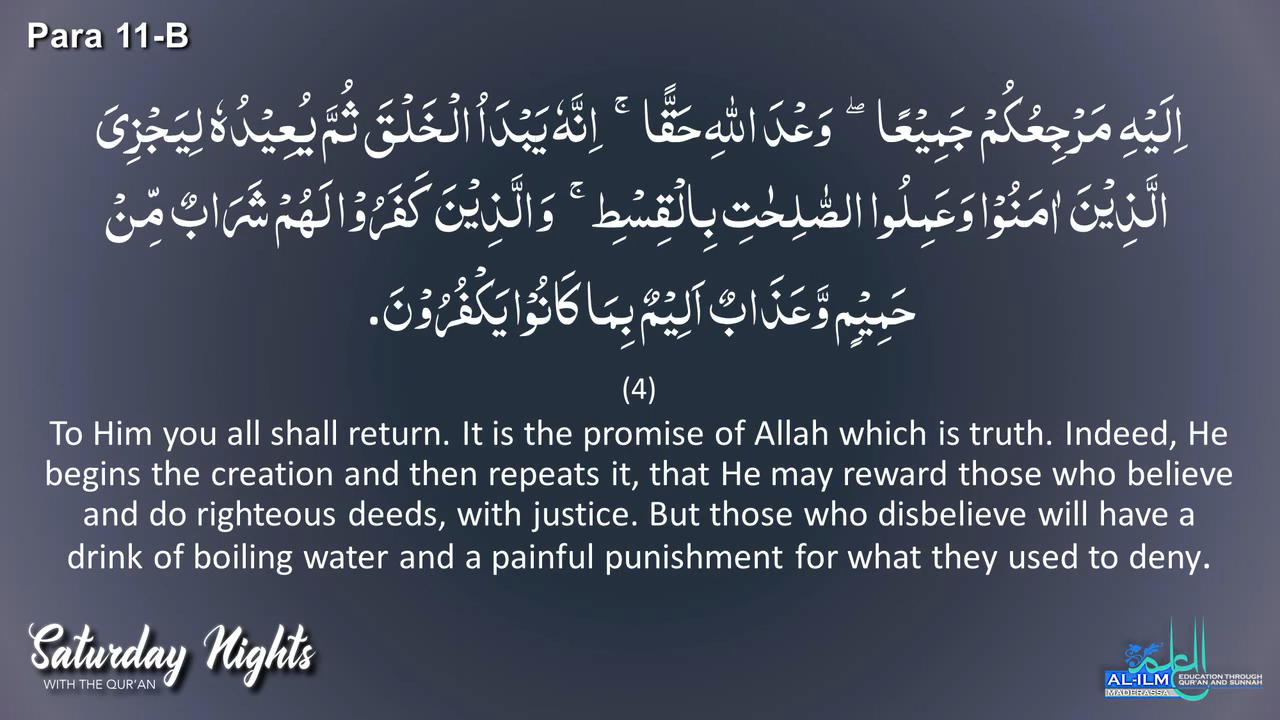 Para 11-B
اِلَيْهِ مَرْجِعُكُمْ جَمِيْعًا ۖ وَعْدَ اللّٰهِ حَقًّا ۚ اِنَّهٗ يَبْدَاُ الْخَلْقَ ثُمَّ يُعِيْدُهٗ لِيَجْزِىَ
الَّذِيْنَ اٰمَنُوْا وَعَمِلُوا الصّٰلِحٰتِ بِالْقِسْطِ ۚ وَالَّذِيْنَ كَفَرُوْا لَهُمْ شَرَابٌ مِّنْ
حَمِيْمٍ وَّعَذَابٌ اَلِيْمٌ بِمَا كَانُوْا يَكْفُرُوْنَ.
(4)
To Him you all shall return. It is the promise of Allah which is truth. Indeed, He
begins the creation and then repeats it, that He may reward those who believe
and do righteous deeds, with justice. But those who disbelieve will have a
drink of boiling water and a painful punishment for what they used to deny.
Saturday Nights
WITH THE QUR'AN
العلم
AL-ILM
MADERASSA
EDUCATION THROUGH
QUR'AN AND SUNNAH